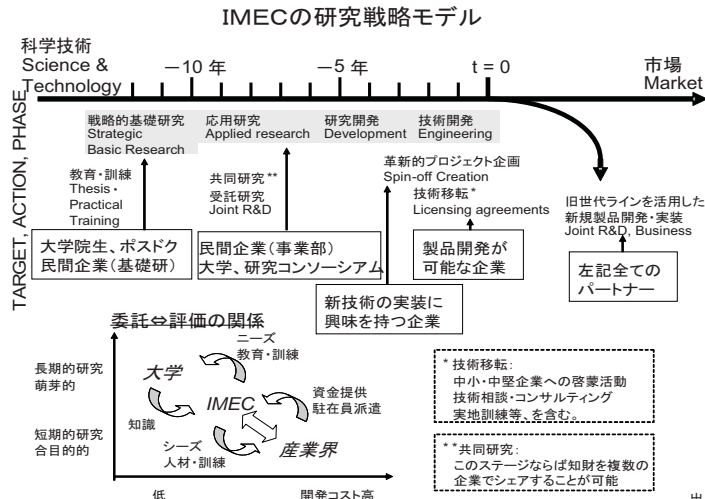 IMECの研究戦略モデル
科学技術
Science &
Technology
－10 年
－5年
t = 0
市場
Market
TARGET, ACTION, PHASE
戦略的基礎研究
Strategic
Basic Research
応用研究
Applied research
研究開発
Development
技術開発
Engineering
教育・訓練
Thesis・
Practical
Training
共同研究**
受託研究
Joint R&D
革新的プロジェクト企画
Spin-off Creation
技術移転*
Licensing agreements
旧世代ラインを活用した
新規製品開発・実装
Joint R&D, Business
大学院生、ポスドク
民間企業（基礎研）
民間企業（事業部）
大学、研究コンソーシアム
製品開発が
可能な企業
新技術の実装に
興味を持つ企業
左記全ての
パートナー
委託⇔評価の関係
長期的研究
萌芽的
短期的研究
合目的的
大学
ニーズ
教育・訓練
IMEC
資金提供
駐在員派遣
知識
シーズ
人材・訓練
産業界
低
開発コスト高
* 技術移転：
中小・中堅企業への啓蒙活動
技術相談・コンサルティング
実地訓練等、を含む。
**共同研究：
このステージならば知財を複数の
企業でシェアすることが可能
出